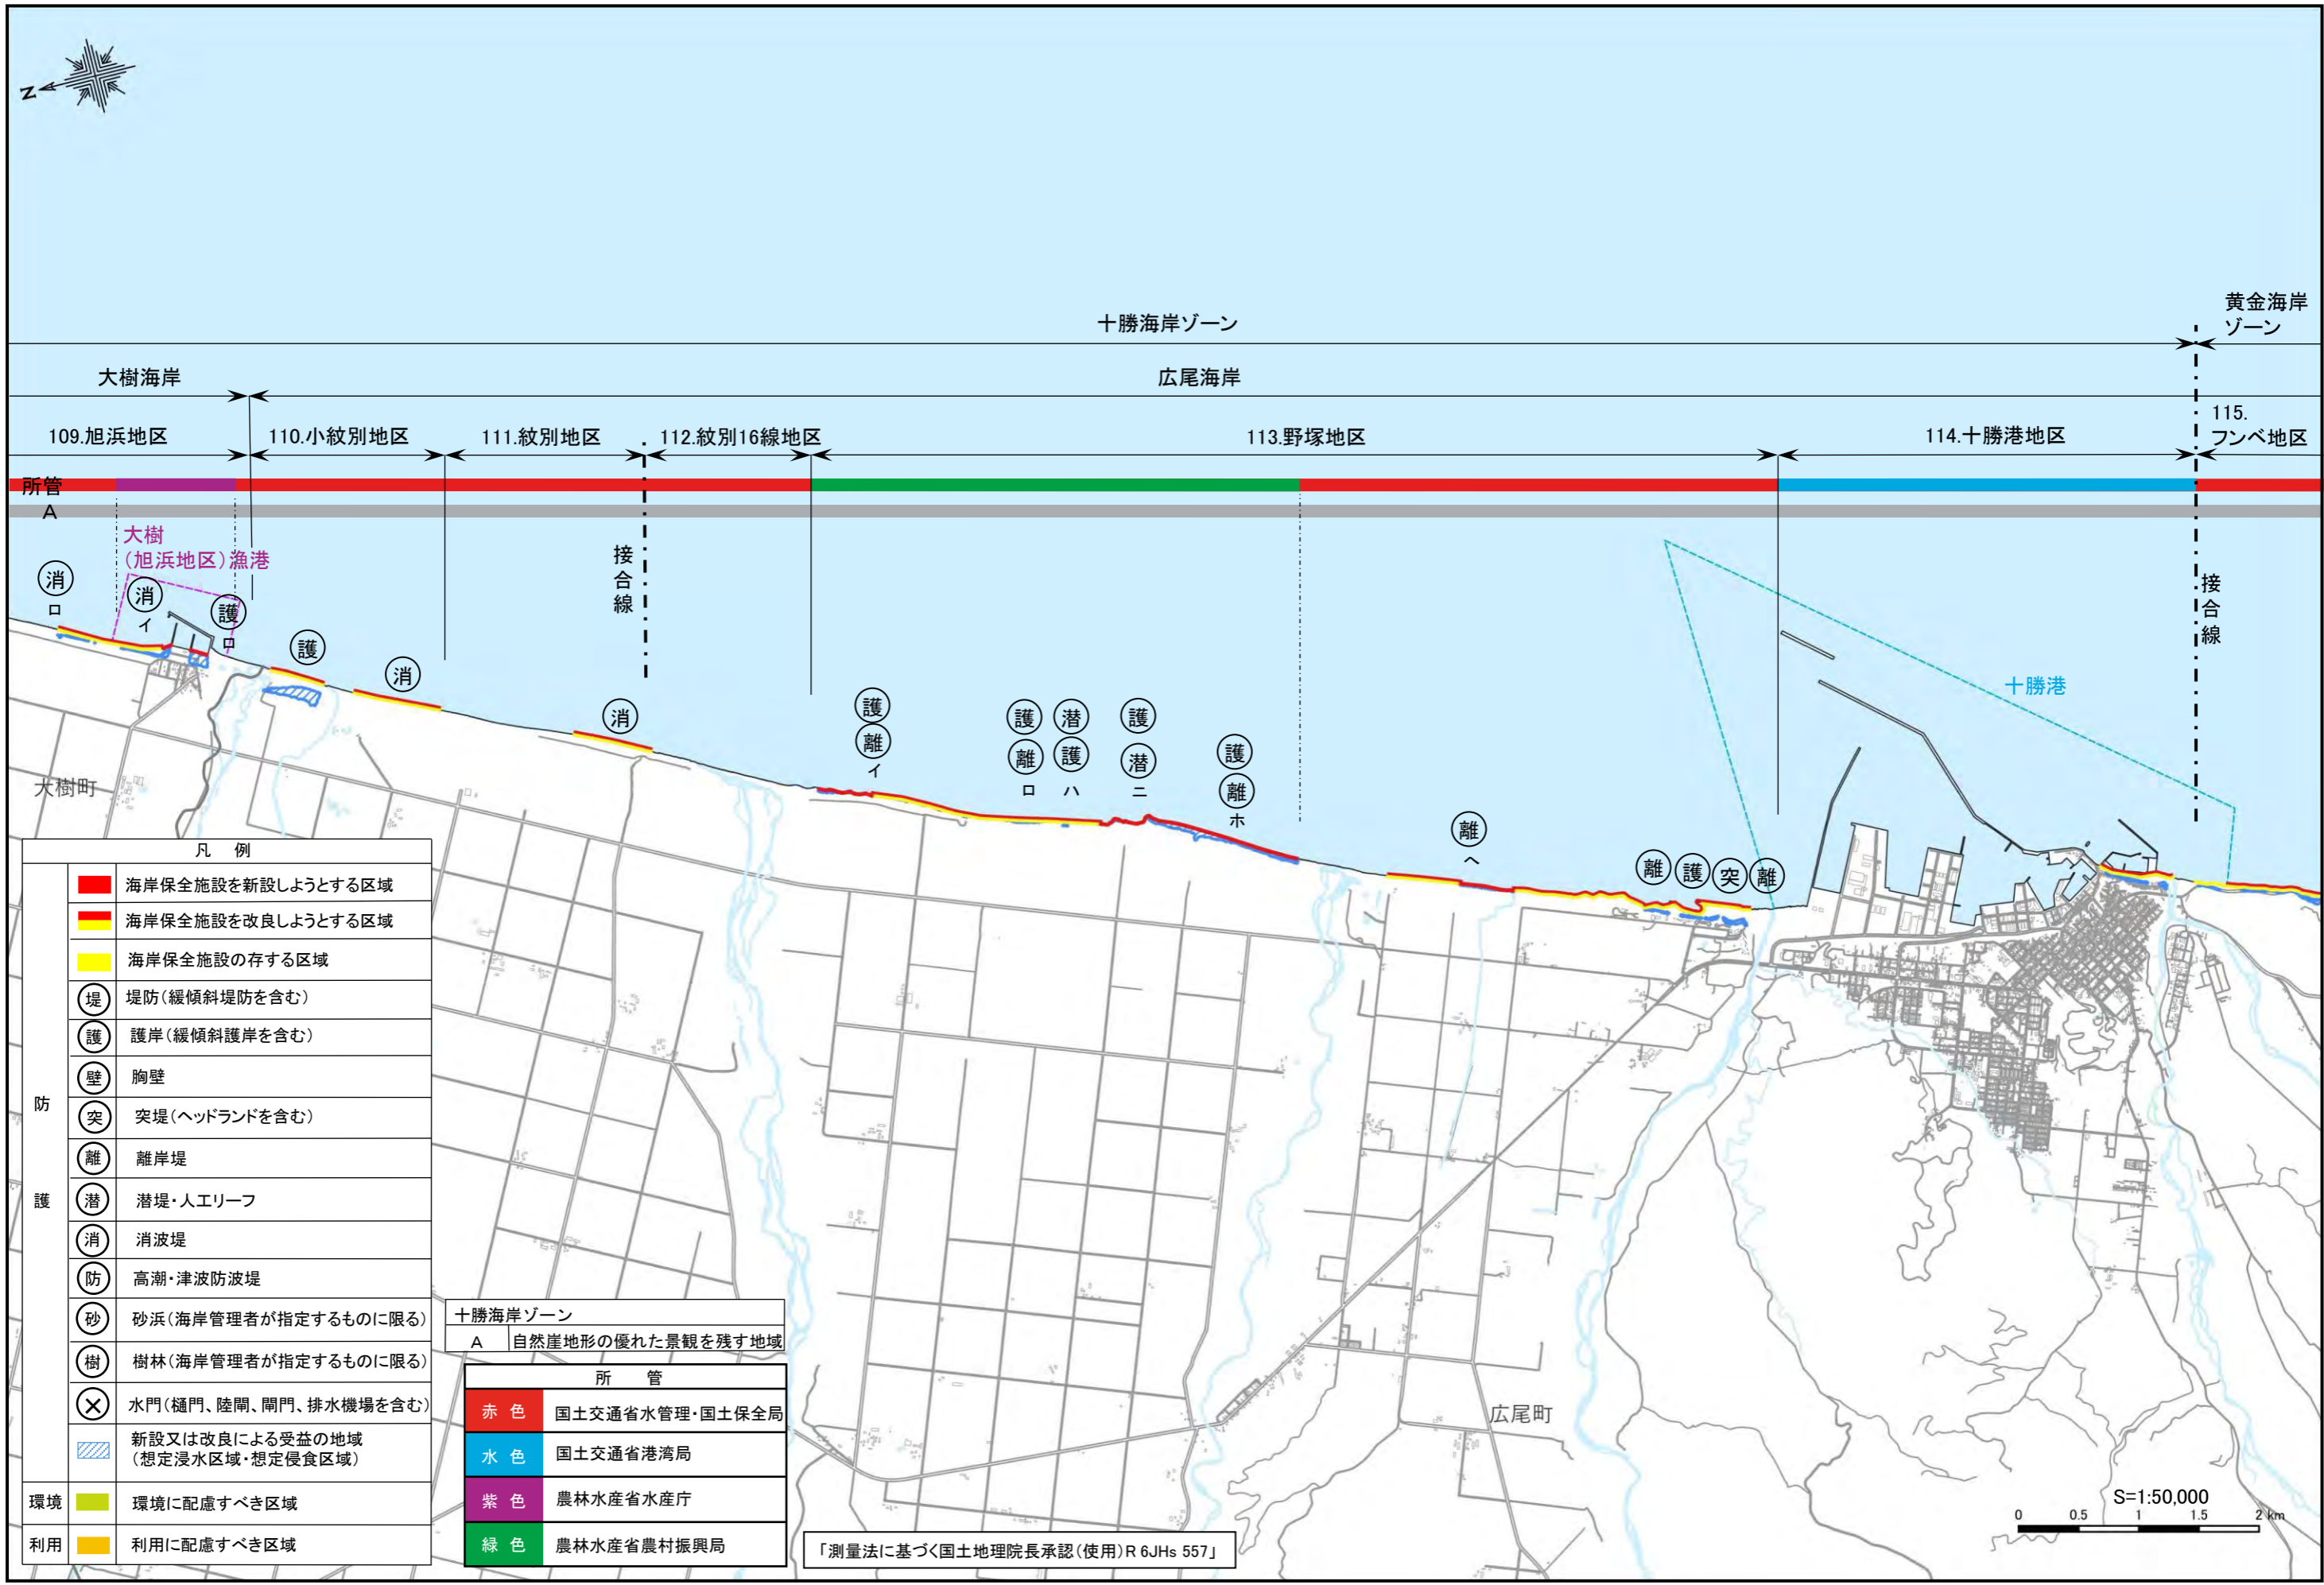 N
黄金海岸
ゾーン
十勝海岸ゾーン
大樹海岸
広尾海岸
109.旭浜地区
110.小紋別地区
111.紋別地区
112.紋別16線地区
113.野塚地区
114.十勝港地区
115.
フンベ地区
所管
A
大樹
(旭浜地区)漁港
接合線
接合線
十勝港
消
ロ
消
イ
護
ロ
護
消
消
護
離
イ
護
離
ロ
潜
護
ハ
護
潜
ニ
護
離
ホ
離
ヘ
離 護 突 離
大樹町
広尾町
凡 例
防護
海岸保全施設を新設しようとする区域
海岸保全施設を改良しようとする区域
海岸保全施設の存する区域
堤 堤防(緩傾斜堤防を含む)
護 護岸(緩傾斜護岸を含む)
壁 胸壁
突 突堤(ヘッドランドを含む)
離 離岸堤
潜 潜堤・人工リーフ
消 消波堤
防 高潮・津波防波堤
砂 砂浜(海岸管理者が指定するものに限る)
樹 樹林(海岸管理者が指定するものに限る)
水門(樋門、陸閘、閘門、排水機場を含む)
新設又は改良による受益の地域
(想定浸水区域・想定侵食区域)
環境 環境に配慮すべき区域
利用 利用に配慮すべき区域
十勝海岸ゾーン
A 自然崖地形の優れた景観を残す地域
所 管
赤 色 国土交通省水管理・国土保全局
水 色 国土交通省港湾局
紫 色 農林水産省水産庁
緑 色 農林水産省農村振興局
「測量法に基づく国土地理院長承認(使用)R 6JHs 557」
S=1:50,000
0 0.5 1 1.5 2 km